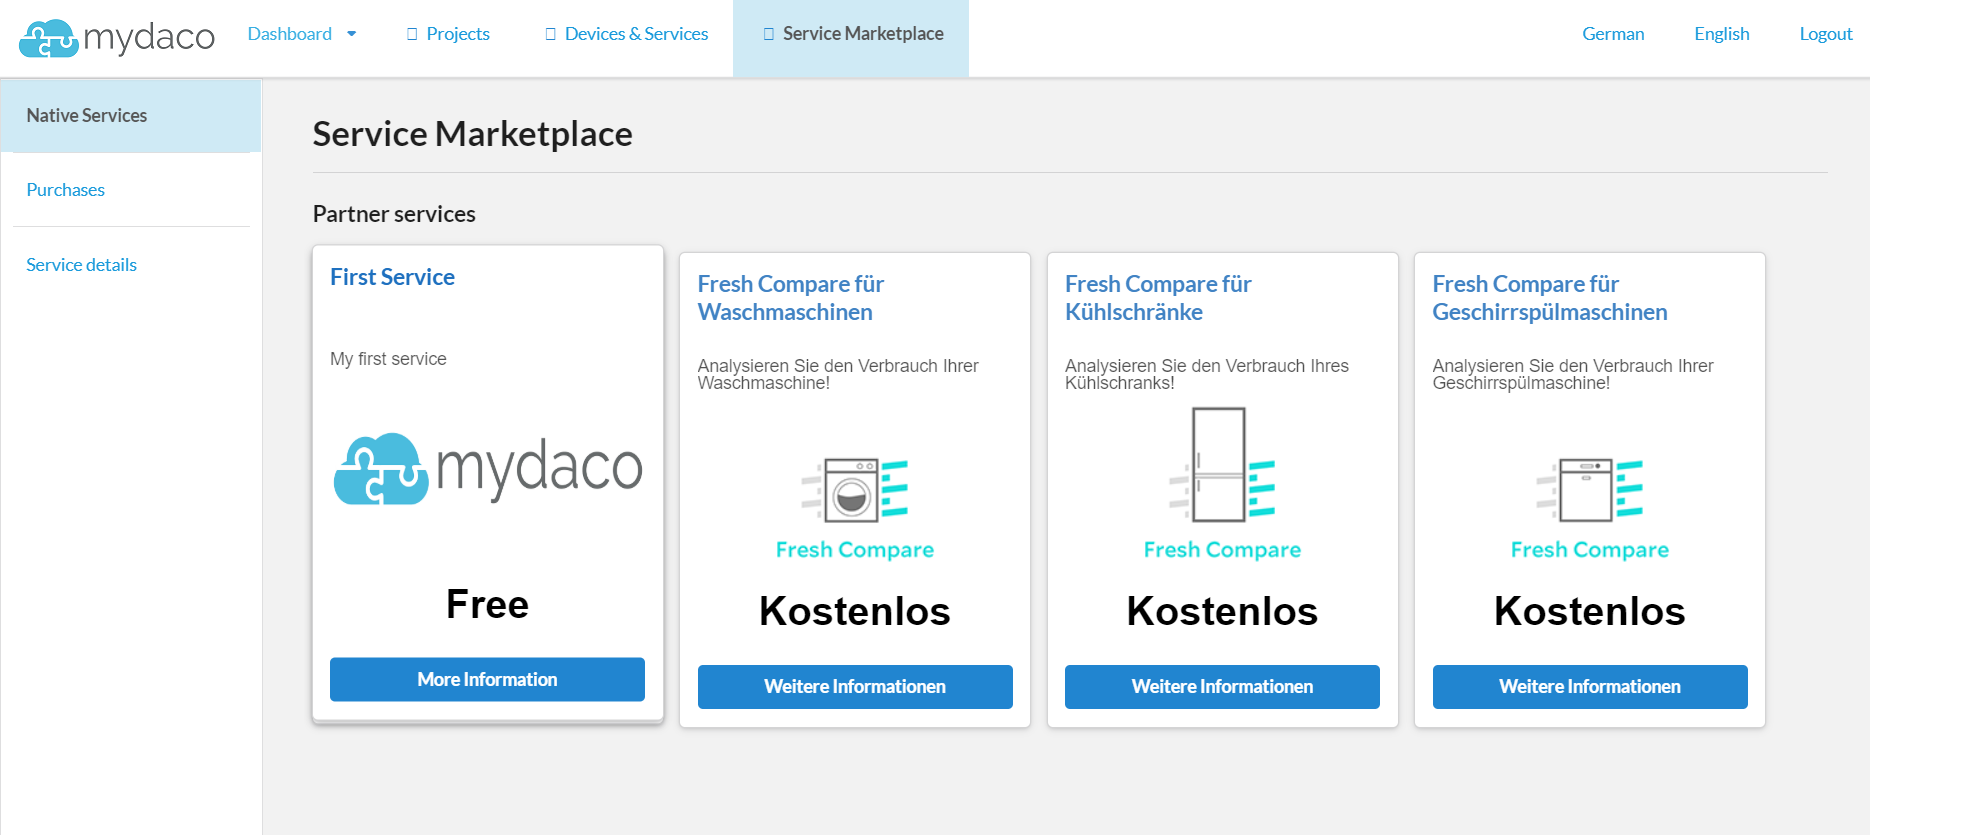 mydaco
Dashboard
Projects
Devices & Services
Service Marketplace
German
English
Logout
Native Services
Purchases
Service details
Service Marketplace
Partner services
First Service
My first service
mydaco
Free
More Information
Fresh Compare für
Waschmaschinen
Analysieren Sie den Verbrauch Ihrer
Waschmaschine!
Fresh Compare
Kostenlos
Weitere Informationen
Fresh Compare für
Kühlschränke
Analysieren Sie den Verbrauch Ihres
Kühlschranks!
Fresh Compare
Kostenlos
Weitere Informationen
Fresh Compare für
Geschirrspülmaschinen
Analysieren Sie den Verbrauch Ihrer
Geschirrspülmaschine!
Fresh Compare
Kostenlos
Weitere Informationen